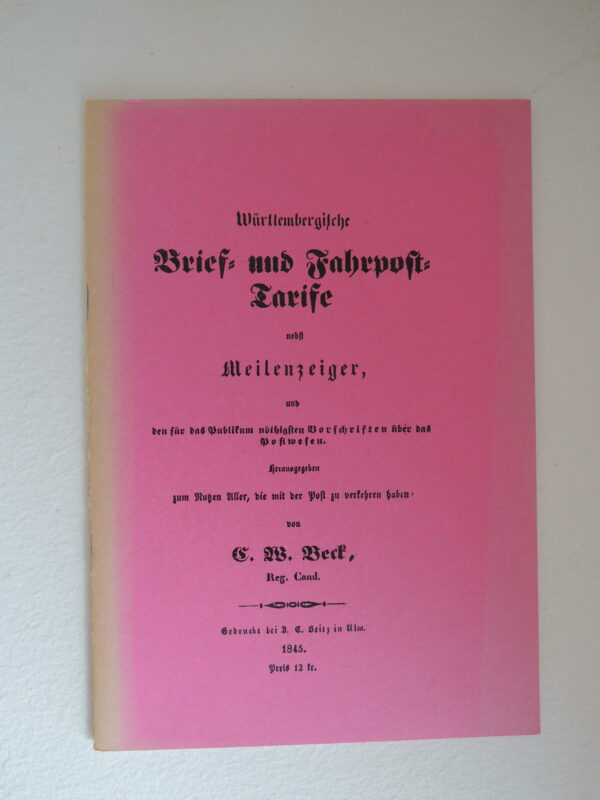 Württembergische
Brief- und Fahrpost-
Tarife
nebst
Meilenzeiger,
und
den für das Publikum nöthigsten Vorschriften über das
Postwesen.
Herausgegeben
zum Nutzen Aller, die mit der Post zu verkehren haben
von
C. W. Beck,
Reg. Cand.
Gedruckt bei J. C. Seitz in Ulm.
1845.
Preis 12 kr.